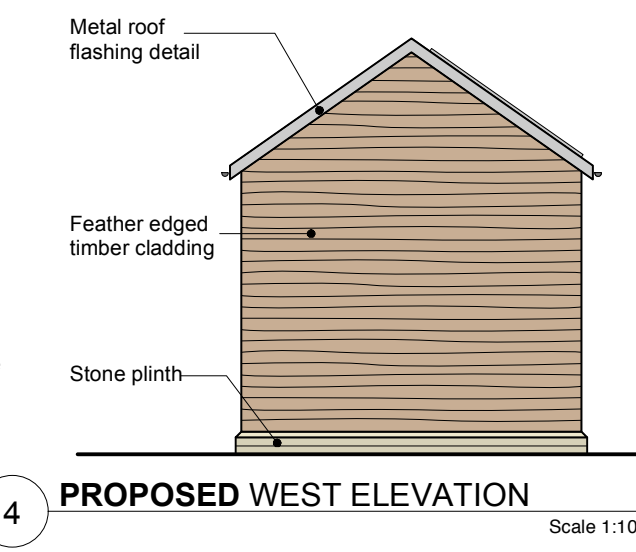 Metal roof
flashing detail
Feather edged
timber cladding
Stone plinth
4
PROPOSED WEST ELEVATION
Scale 1:10